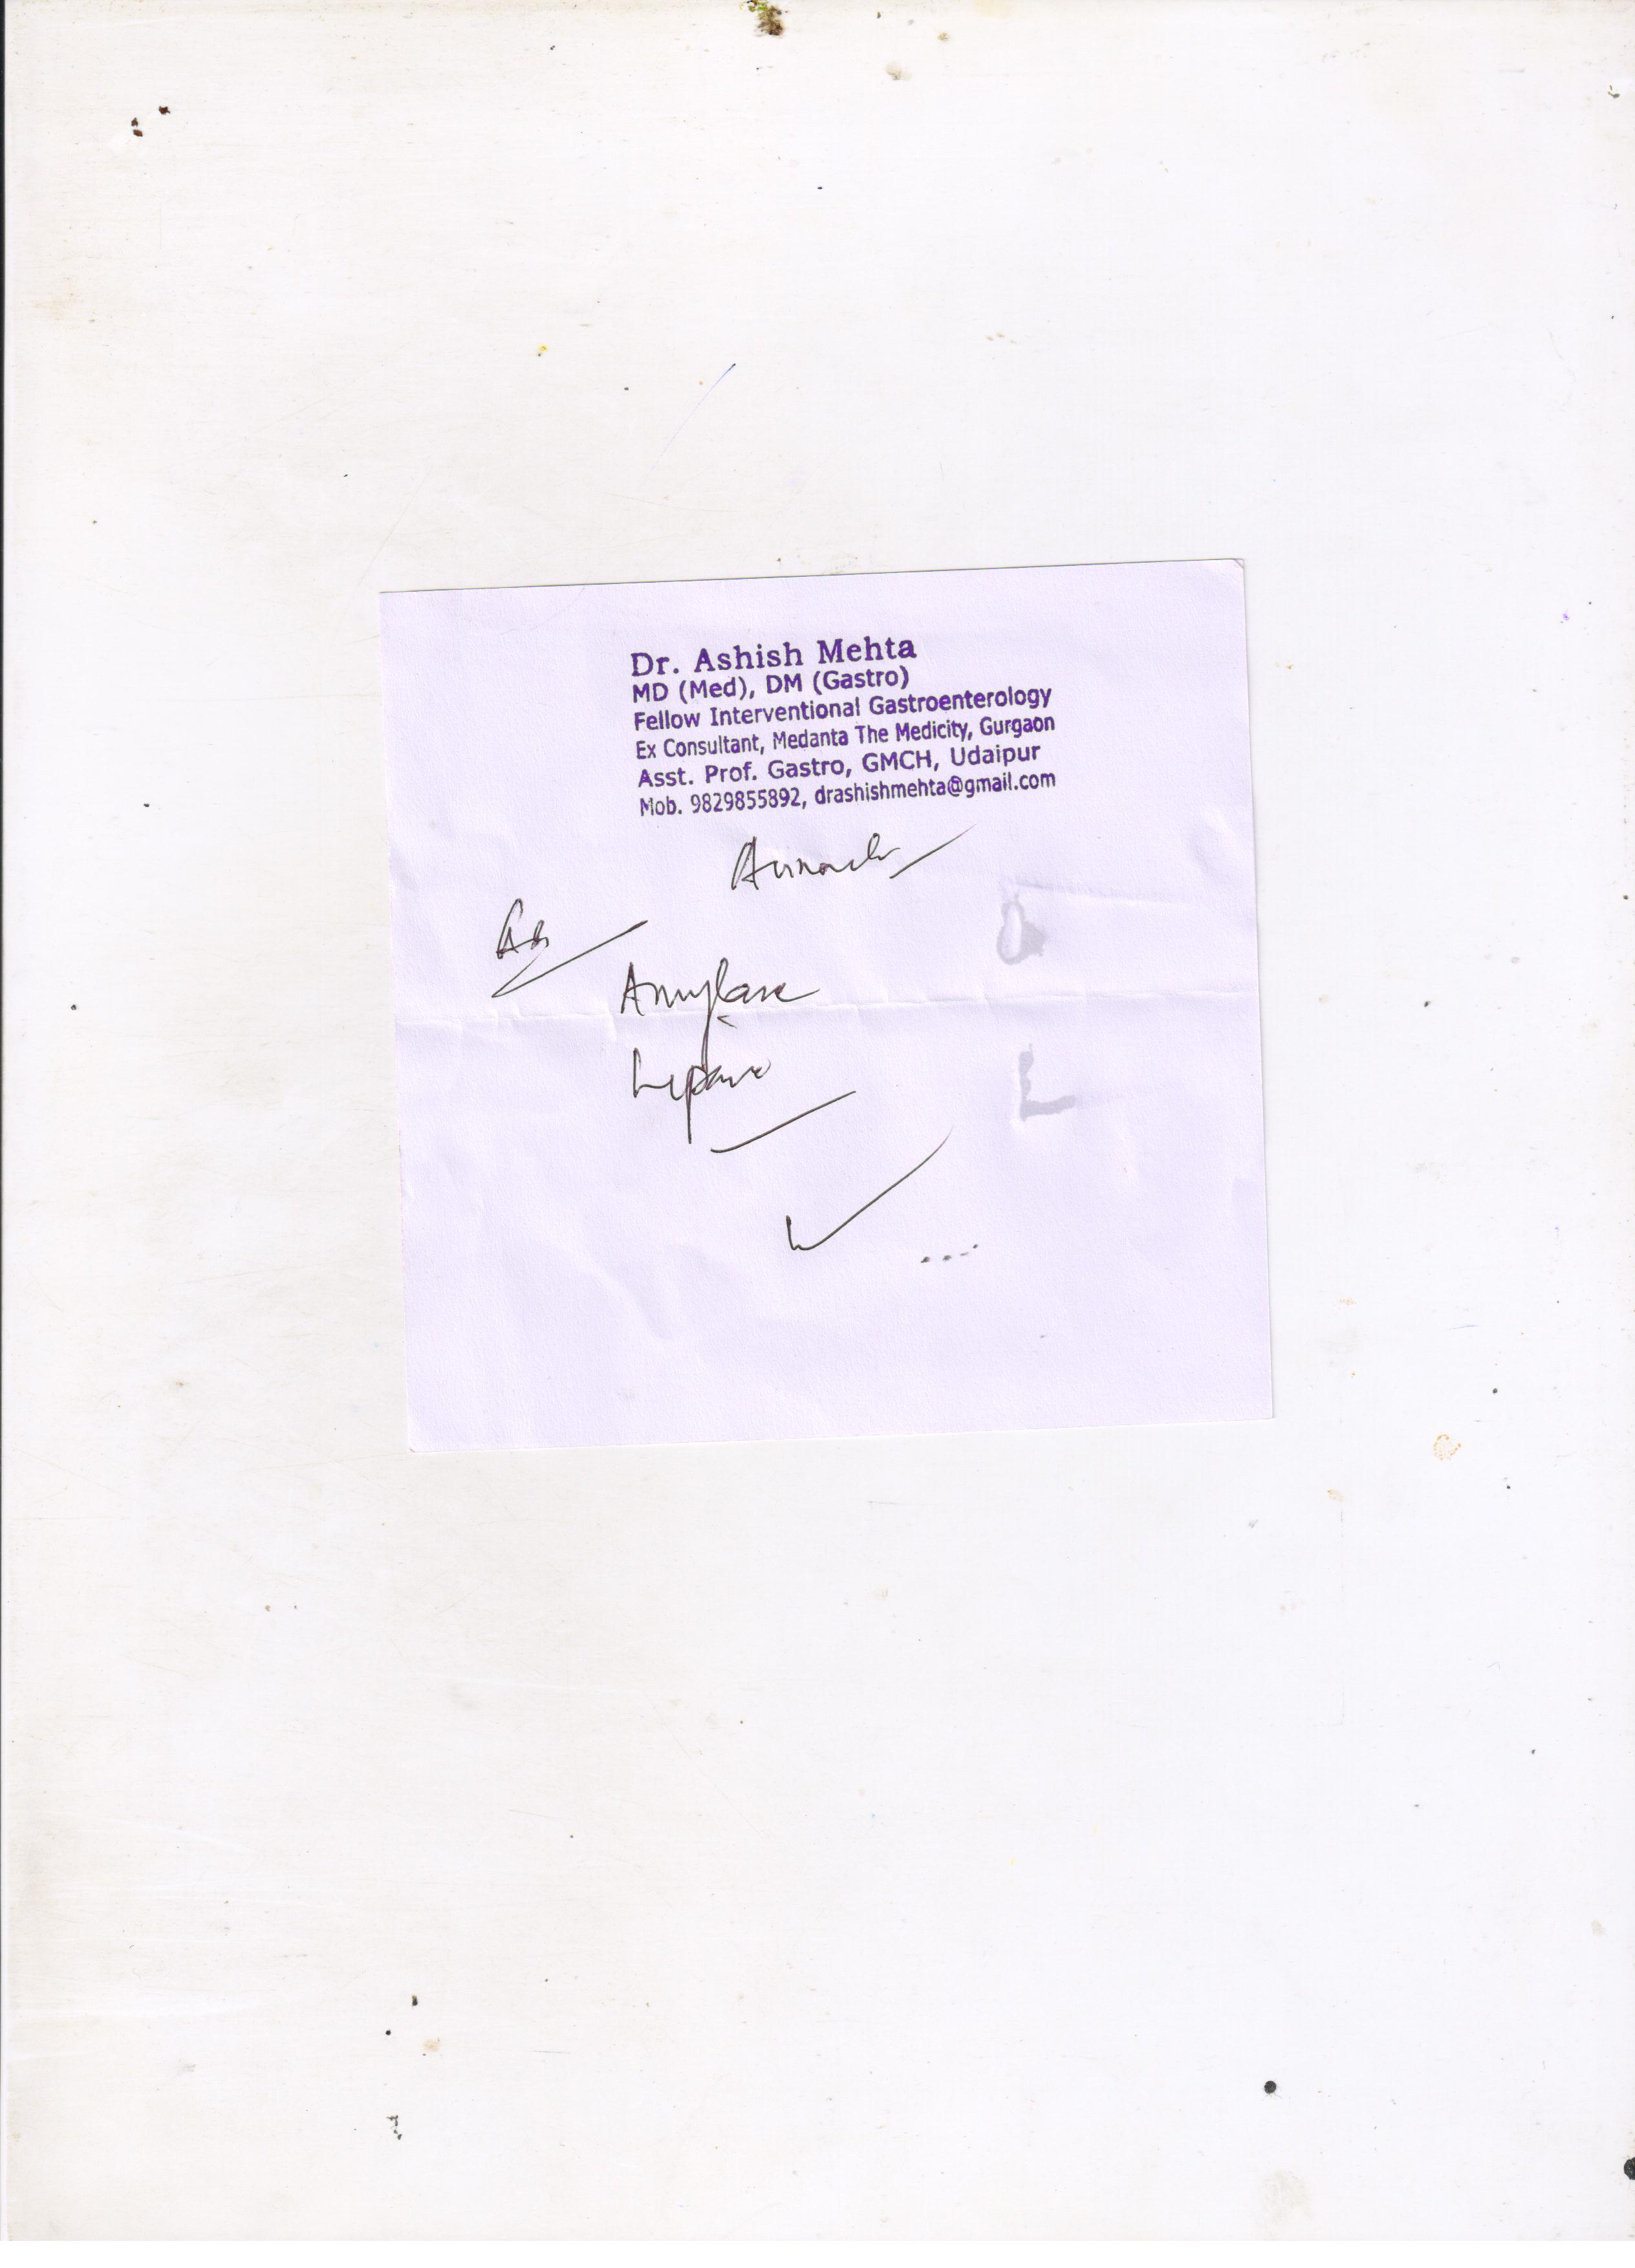 Dr. Ashish Mehta
MD (Med), DM (Gastro)
Fellow Interventional Gastroenterology
Ex Consultant, Medanta The Medicity, Gurgaon
Asst. Prof. Gastro, GMCH, Udaipur
Mob. 9829855892, drashishmehta@gmail.com
Avinash
Amylase
Lipase